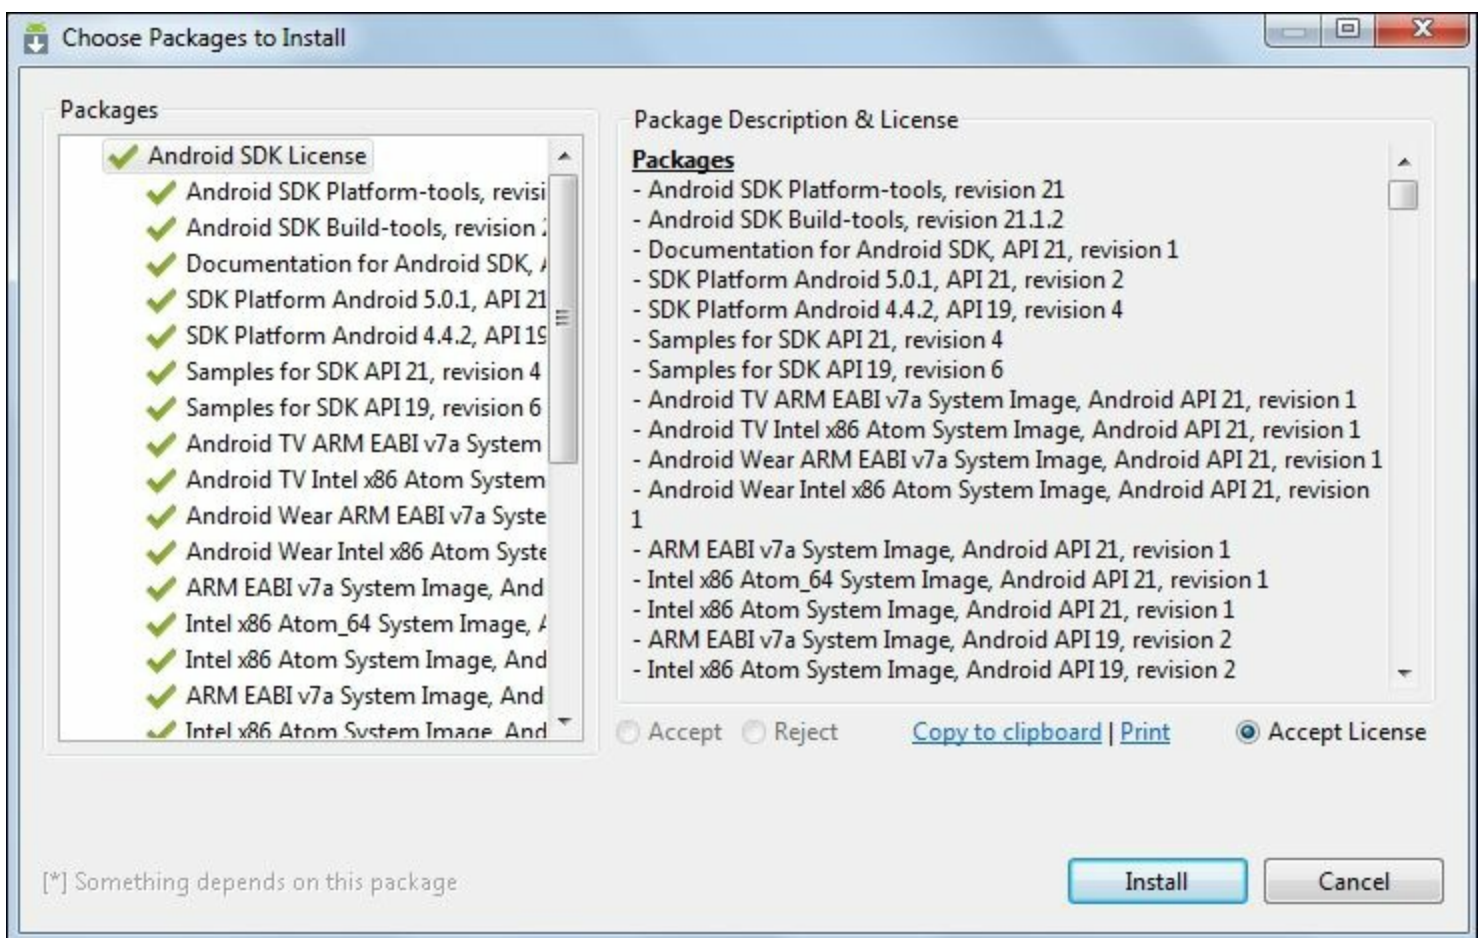 Choose Packages to Install
Packages
Android SDK License
Android SDK Platform-tools, revisi
Android SDK Build-tools, revision
Documentation for Android SDK,
SDK Platform Android 5.0.1, API 21
SDK Platform Android 4.4.2, API 19
Samples for SDK API 21, revision 4
Samples for SDK API 19, revision 6
Android TV ARM EABI v7a System
Android TV Intel x86 Atom System
Android Wear ARM EABI v7a Syste
Android Wear Intel x86 Atom Syste
ARM EABI v7a System Image, And
Intel x86 Atom_64 System Image,
Intel x86 Atom System Image, And
ARM EABI v7a System Image, And
Intel x86 Atom System Image, And
Package Description & License
Packages
- Android SDK Platform-tools, revision 21
- Android SDK Build-tools, revision 21.1.2
- Documentation for Android SDK, API 21, revision 1
- SDK Platform Android 5.0.1, API 21, revision 2
- SDK Platform Android 4.4.2, API 19, revision 4
- Samples for SDK API 21, revision 4
- Samples for SDK API 19, revision 6
- Android TV ARM EABI v7a System Image, Android API 21, revision 1
- Android TV Intel x86 Atom System Image, Android API 21, revision 1
- Android Wear ARM EABI v7a System Image, Android API 21, revision 1
- Android Wear Intel x86 Atom System Image, Android API 21, revision
1
- ARM EABI v7a System Image, Android API 21, revision 1
- Intel x86 Atom_64 System Image, Android API 21, revision 1
- Intel x86 Atom System Image, Android API 21, revision 1
- ARM EABI v7a System Image, Android API 19, revision 2
- Intel x86 Atom System Image, Android API 19, revision 2
Accept Reject Copy to clipboard | Print Accept License
[*] Something depends on this package
Install Cancel